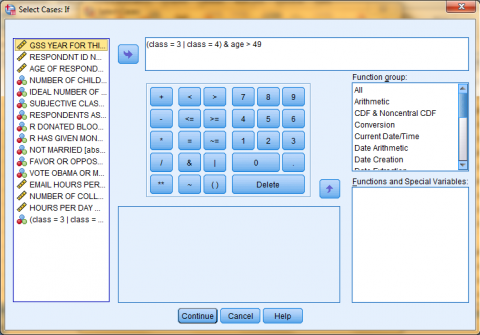 Select Cases: If
GSS YEAR FOR THI...
RESPONDNT ID N...
AGE OF RESPOND...
NUMBER OF CHILD...
IDEAL NUMBER OF ...
SUBJECTIVE CLAS...
RESPONDENTS AS...
R DONATED BLOO...
R HAS GIVEN MON...
NOT MARRIED [abs...
FAVOR OR OPPOS...
VOTE OBAMA OR M...
EMAIL HOURS PER...
NUMBER OF COLL...
HOURS PER DAY ...
(class = 3 | class = ...
(class = 3 | class = 4) & age > 49
+ < > 7 8 9
- <= >= 4 5 6
* = ~= 1 2 3
/ & | 0 .
** ~ ( ) Delete
Function group:
All
Arithmetic
CDF & Noncentral CDF
Conversion
Current Date/Time
Date Arithmetic
Date Creation
Date Extraction
Functions and Special Variables:
Continue Cancel Help